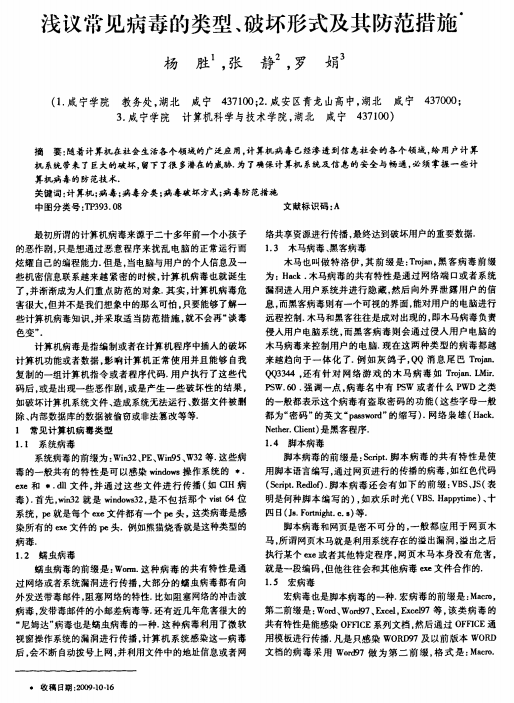 浅议常见病毒的类型、破坏形式及其防范措施*
杨 胜¹,张 静²,罗 娟³
(1.咸宁学院 教务处,湖北 咸宁 437100;2.咸安区青龙山高中,湖北 咸宁 437000;
3.咸宁学院 计算机科学与技术学院,湖北 咸宁 437100)
摘 要:随着计算机在社会生活各个领域的广泛应用,计算机病毒已经渗透到信息社会的各个领域,给用户计算
机系统带来了巨大的破坏,留下了很多潜在的威胁.为了确保计算机系统及信息的安全与畅通,必须掌握一些计
算机病毒的防范技术.
关键词:计算机;病毒;病毒分类;病毒破坏方式;病毒防范措施
中图分类号:TP393.08 文献标识码:A
最初所谓的计算机病毒来源于二十多年前一个小孩子
的恶作剧,只是想通过恶意程序来扰乱电脑的正常运行而
炫耀自己的编程能力.但是,当电脑与用户的个人信息及一
些机密信息联系越来越紧密的时候,计算机病毒也就诞生
了,并渐渐成为人们重点防范的对象.其实,计算机病毒危
害很大,但并不是我们想象中的那么可怕,只要能够了解一
些计算机病毒知识,并采取适当防范措施,就不会再“谈毒
色变”.
计算机病毒是指编制或者在计算机程序中插入的破坏
计算机功能或者数据,影响计算机正常使用并且能够自我
复制的一组计算机指令或者程序代码.用户执行了这些代
码后,或是出现一些恶作剧,或是产生一些破坏性的结果,
如破坏计算机系统文件、造成系统无法运行、数据文件被删
除、内部数据库的数据被偷窃或非法篡改等等.
1 常见计算机病毒类型
1.1 系统病毒
系统病毒的前缀为:Win32、PE、Win95、W32等.这些病
毒的一般共有的特性是可以感染windows操作系统的 *.
exe 和 *.dll 文件,并通过这些文件进行传播(如 CIH 病
毒).首先,win32 就是 windows32,是不包括那个 vist 64 位
系统, pe就是每个exe文件都有一个pe头, 这类病毒是感
染所有的exe文件的pe头. 例如熊猫烧香就是这种类型的
病毒.
1.2 蠕虫病毒
蠕虫病毒的前缀是:Worm. 这种病毒的共有特性是通
过网络或者系统漏洞进行传播,大部分的蠕虫病毒都有向
外发送带毒邮件,阻塞网络的特性.比如阻塞网络的冲击波
病毒,发带毒邮件的小邮差病毒等.还有近几年危害很大的
“尼姆达”病毒也是蠕虫病毒的一种.这种病毒利用了微软
视窗操作系统的漏洞进行传播,计算机系统感染这一病毒
后,会不断自动拨号上网,并利用文件中的地址信息或者网
络共享资源进行传播,最终达到破坏用户的重要数据.
1.3 木马病毒、黑客病毒
木马也叫做特洛伊,其前缀是:Trojan,黑客病毒前缀
为: Hack.木马病毒的共有特性是通过网络端口或者系统
漏洞进入用户系统并进行隐藏,然后向外界泄露用户的信
息,而黑客病毒则有一个可视的界面,能对用户的电脑进行
远程控制.木马和黑客往往是成对出现的,即木马病毒负责
侵入用户电脑系统,而黑客病毒则会通过侵入用户电脑的
木马病毒来控制用户的电脑.现在这两种类型的病毒都越
来越趋向于一体化了.例如灰鸽子,QQ 消息尾巴 Trojan.
QQ3344 ,还有针对网络游戏的木马病毒如 Trojan.LMir.
PSW.60 .强调一点,病毒名中有 PSW 或者什么 PWD 之类
的一般都表示这个病毒有盗取密码的功能(这些字母一般
都为“密码”的英文“password”的缩写).网络枭雄(Hack.
Nether.Client)是黑客程序.
1.4 脚本病毒
脚本病毒的前缀是:Script.脚本病毒的共有特性是使
用脚本语言编写,通过网页进行的传播的病毒,如红色代码
(Script.Redlof).脚本病毒还会有如下的前缀:VBS、JS(表
明是何种脚本编写的),如欢乐时光(VBS.Happytime)、十
四日(Js.Fortnight.c.s)等.
脚本病毒和网页是密不可分的,一般都应用于网页木
马,所谓网页木马就是利用系统存在的溢出漏洞,溢出之后
执行某个 exe 或者其他特定程序,网页木马本身没有危害,
就是一段编码,但他往往会和其他病毒 exe 文件合作的.
1.5 宏病毒
宏病毒也是脚本病毒的一种. 宏病毒的前缀是:Macro,
第二前缀是:Word、Word97、Excel、Excel97等,该类病毒的
共有特性是能感染OFFICE系列文档,然后通过OFFICE通
用模板进行传播.凡是只感染WORD97及以前版本WORD
文档的病毒采用 Word97 做为第二前缀,格式是:Macro.
* 收稿日期:2009-10-16